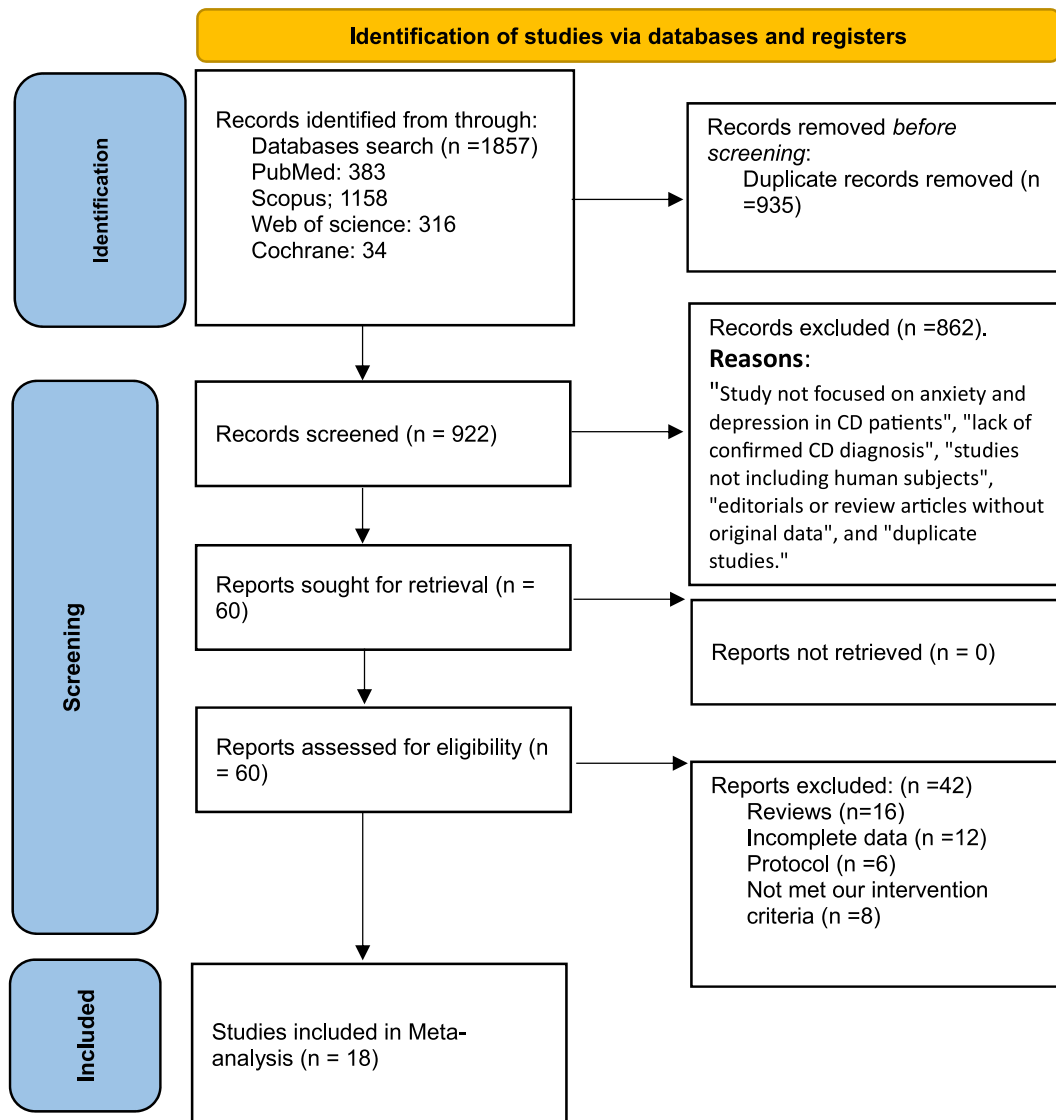 Identification of studies via databases and registers
Identification
Records identified from through:
Databases search (n =1857)
PubMed: 383
Scopus; 1158
Web of science: 316
Cochrane: 34
Records removed before
screening:
Duplicate records removed (n
=935)
Screening
Records screened (n = 922)
Records excluded (n =862).
Reasons:
"Study not focused on anxiety and
depression in CD patients", "lack of
confirmed CD diagnosis", "studies
not including human subjects",
"editorials or review articles without
original data", and "duplicate
studies."
Reports sought for retrieval (n =
60)
Reports not retrieved (n = 0)
Reports assessed for eligibility (n
= 60)
Reports excluded: (n =42)
Reviews (n=16)
Incomplete data (n =12)
Protocol (n =6)
Not met our intervention
criteria (n =8)
Included
Studies included in Meta-
analysis (n = 18)